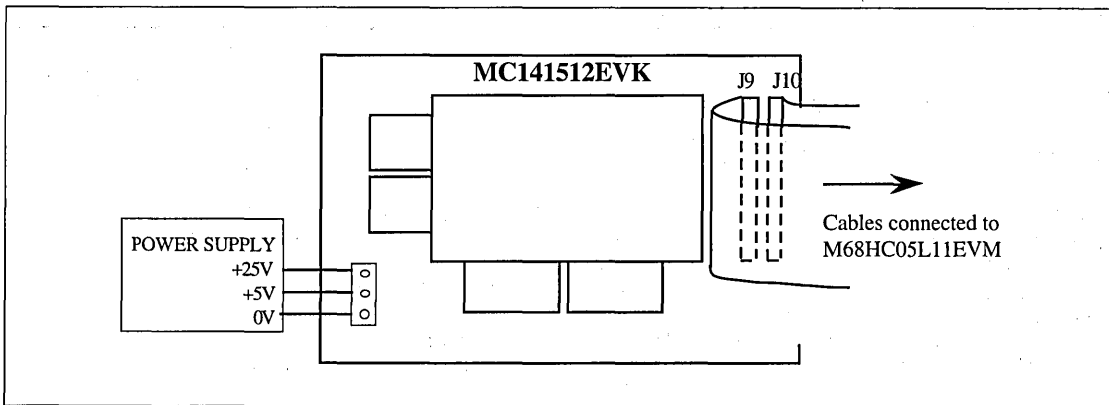 MC141512EVK
J9 J10
POWER SUPPLY
+25V
+5V
0V
Cables connected to
M68HC05L11EVM